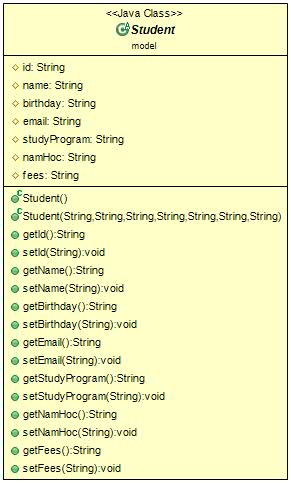 <<Java Class>>
Student
model
id: String
name: String
birthday: String
email: String
studyProgram: String
namHoc: String
fees: String
Student()
Student(String,String,String,String,String,String,String)
getId():String
setId(String):void
getName():String
setName(String):void
getBirthday():String
setBirthday(String):void
getEmail():String
setEmail(String):void
getStudyProgram():String
setStudyProgram(String):void
getNamHoc():String
setNamHoc(String):void
getFees():String
setFees(String):void